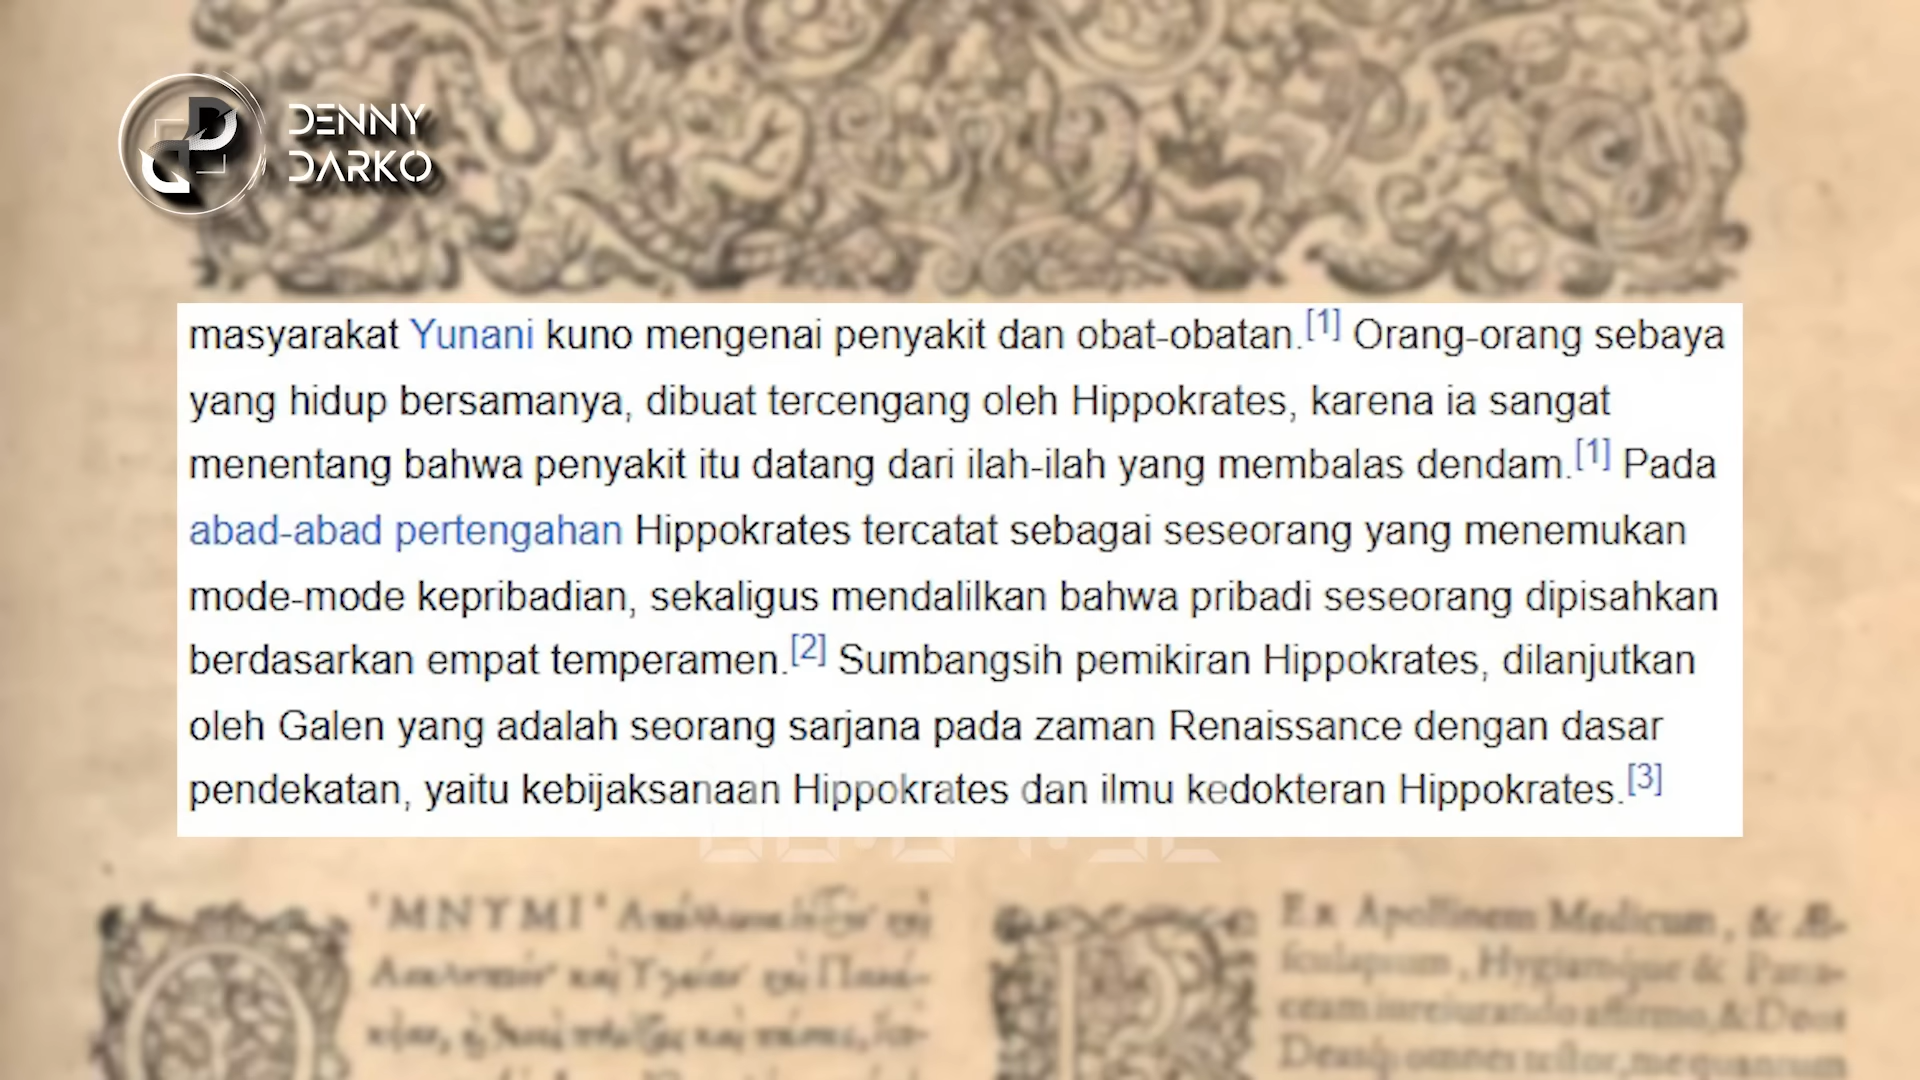 DENNY
DARKO
masyarakat Yunani kuno mengenai penyakit dan obat-obatan.[1] Orang-orang sebaya
yang hidup bersamanya, dibuat tercengang oleh Hippokrates, karena ia sangat
menentang bahwa penyakit itu datang dari ilah-ilah yang membalas dendam.[1] Pada
abad-abad pertengahan Hippokrates tercatat sebagai seseorang yang menemukan
mode-mode kepribadian, sekaligus mendalilkan bahwa pribadi seseorang dipisahkan
berdasarkan empat temperamen.[2] Sumbangsih pemikiran Hippokrates, dilanjutkan
oleh Galen yang adalah seorang sarjana pada zaman Renaissance dengan dasar
pendekatan, yaitu kebijaksanaan Hippokrates dan ilmu kedokteran Hippokrates.[3]
Ex Apollinem Medicum, &